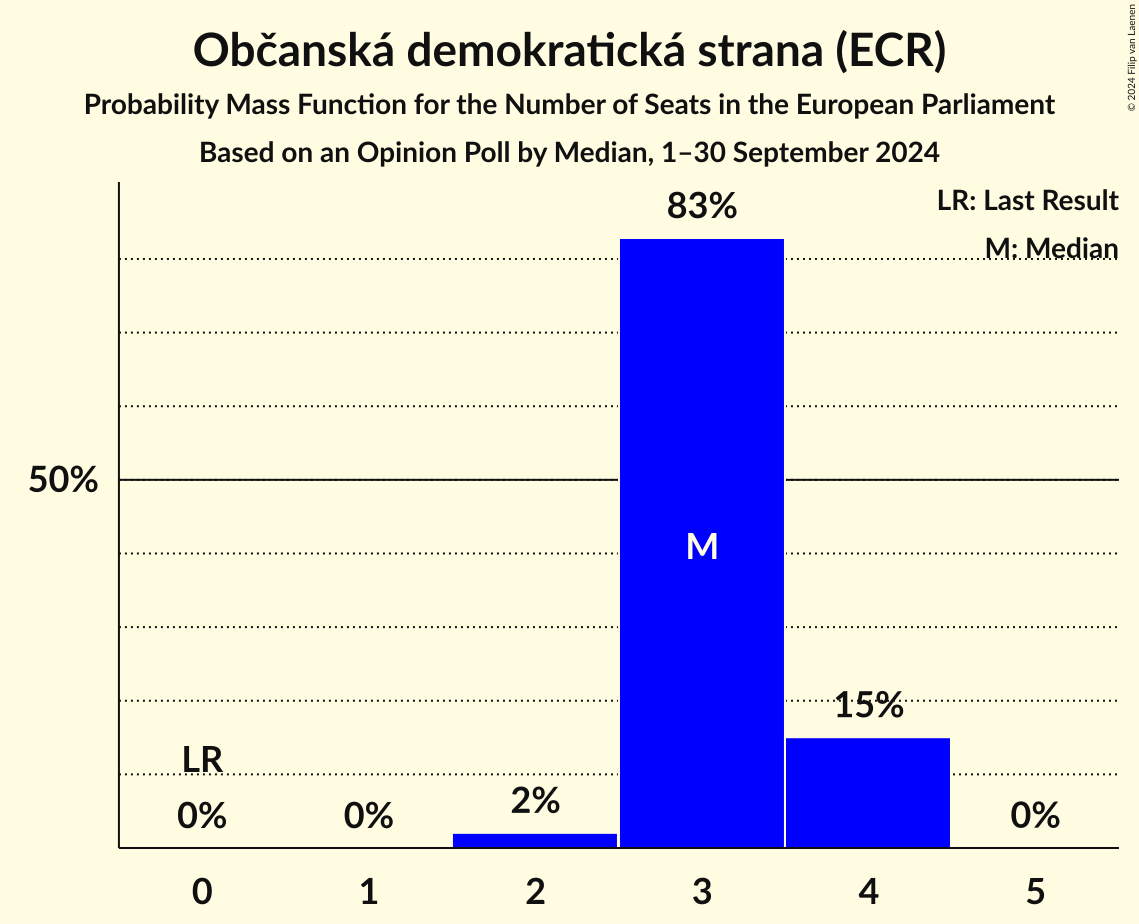 Občanská demokratická strana (ECR)
Probability Mass Function for the Number of Seats in the European Parliament
Based on an Opinion Poll by Median, 1–30 September 2024
© 2024 Filip van Laenen
LR: Last Result
M: Median
83%
50%
M
15%
LR
0%
0%
2%
0%
0
1
2
3
4
5